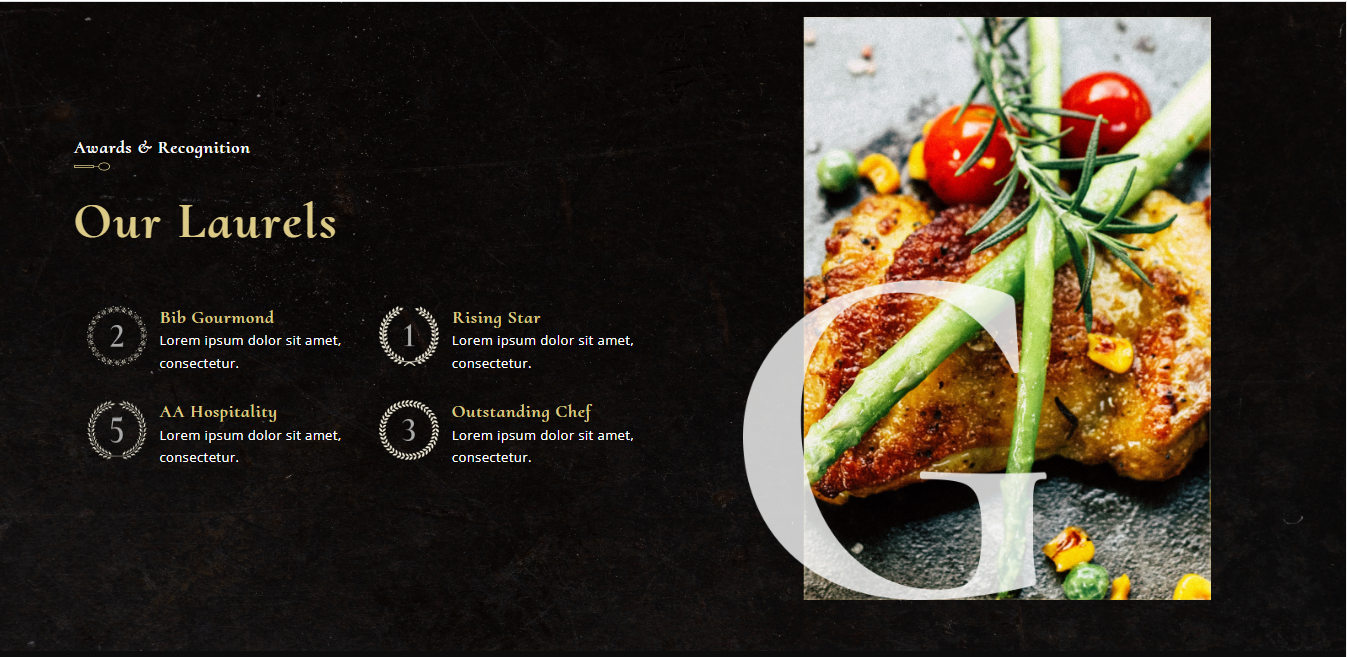 Awards & Recognition
Our Laurels
2
Bib Gourmond
Lorem ipsum dolor sit amet,
consectetur.
1
Rising Star
Lorem ipsum dolor sit amet,
consectetur.
5
AA Hospitality
Lorem ipsum dolor sit amet,
consectetur.
3
Outstanding Chef
Lorem ipsum dolor sit amet,
consectetur.
G